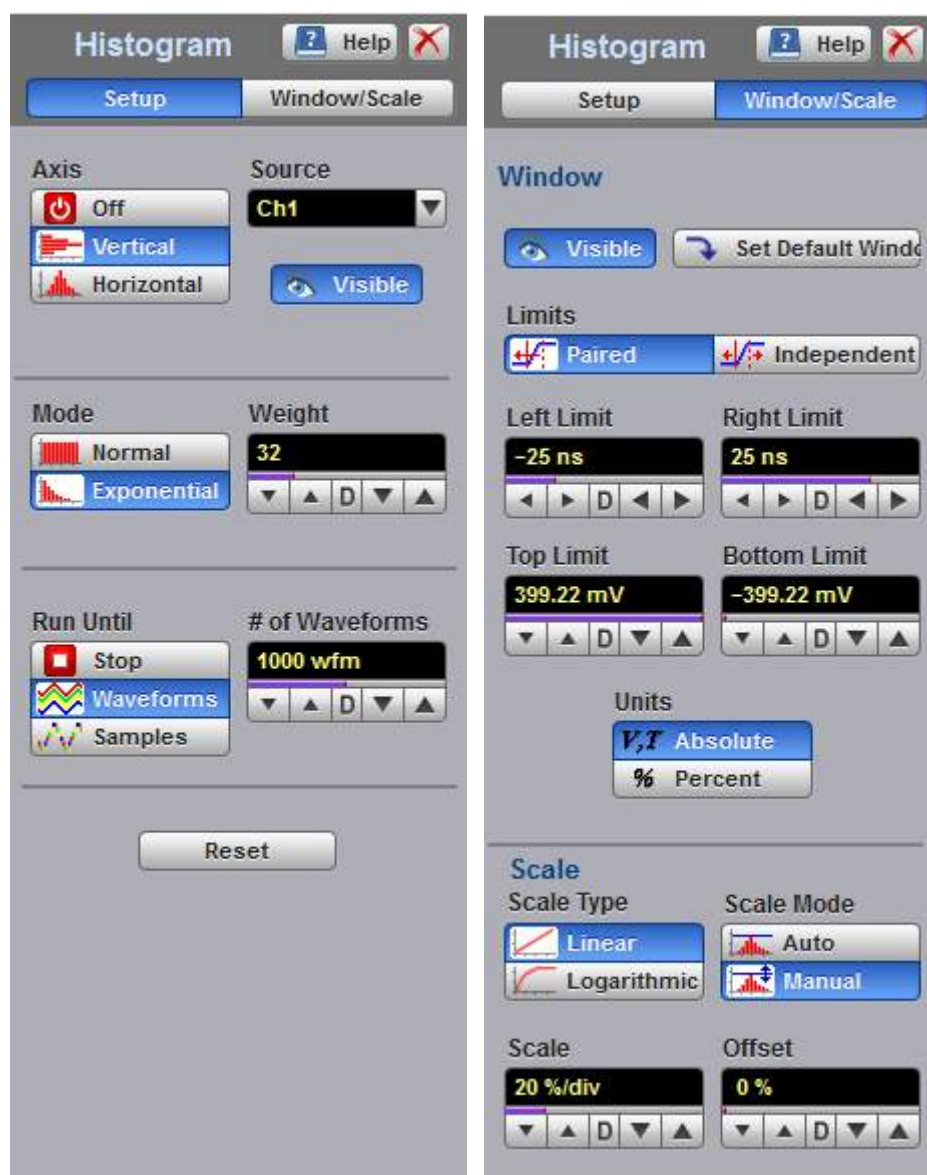 Histogram
Help
Setup
Window/Scale
Axis
Source
Off
Ch1
Vertical
Horizontal
Visible
Mode
Weight
Normal
32
Exponential
D
Run Until
# of Waveforms
Stop
1000 wfm
Waveforms
D
Samples
Reset
Histogram
Help
Setup
Window/Scale
Window
Visible
Set Default Windo
Limits
Paired
Independent
Left Limit
Right Limit
−25 ns
25 ns
D
D
Top Limit
Bottom Limit
399.22 mV
−399.22 mV
D
D
Units
V,T Absolute
% Percent
Scale
Scale Type
Scale Mode
Linear
Auto
Logarithmic
Manual
Scale
Offset
20 %/div
0 %
D
D